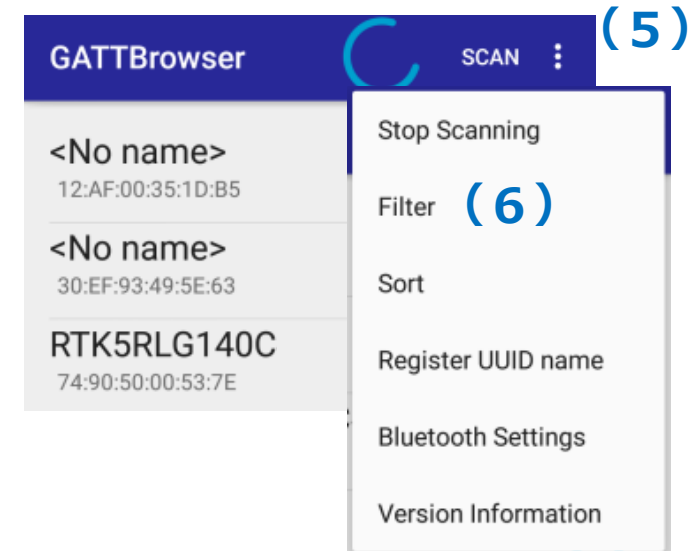 GATTBrowser SCAN （5）
<No name>
12:AF:00:35:1D:B5
<No name>
30:EF:93:49:5E:63
RTK5RLG140C
74:90:50:00:53:7E
Stop Scanning
Filter （6）
Sort
Register UUID name
Bluetooth Settings
Version Information